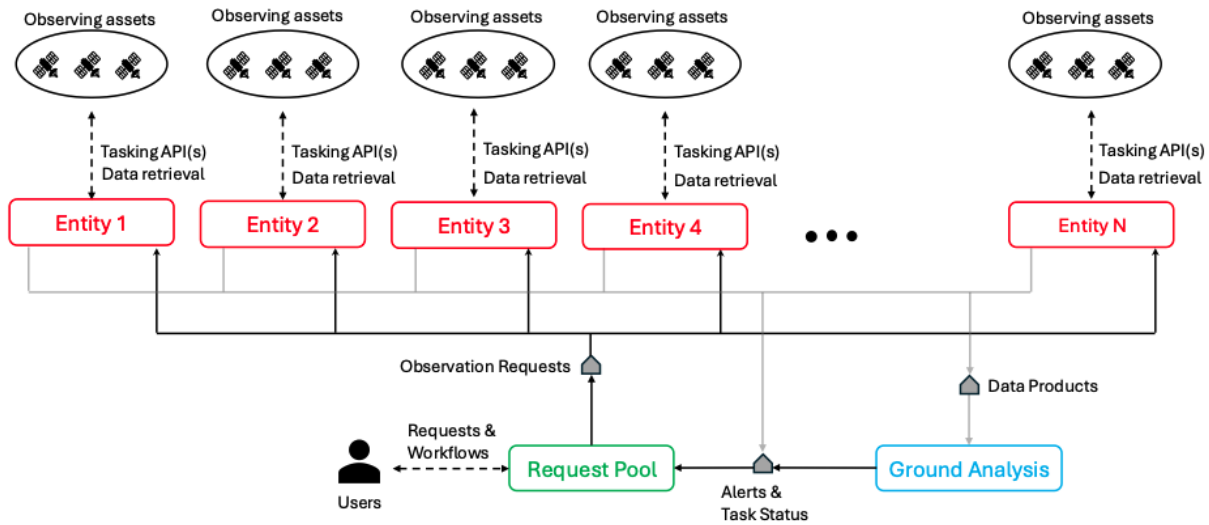 Observing assets
Observing assets
Observing assets
Observing assets
Observing assets
Tasking API(s)
Data retrieval
Tasking API(s)
Data retrieval
Tasking API(s)
Data retrieval
Tasking API(s)
Data retrieval
Tasking API(s)
Data retrieval
Entity 1
Entity 2
Entity 3
Entity 4
Entity N
Observation Requests
Data Products
Requests &
Workflows
Users
Request Pool
Alerts &
Task Status
Ground Analysis